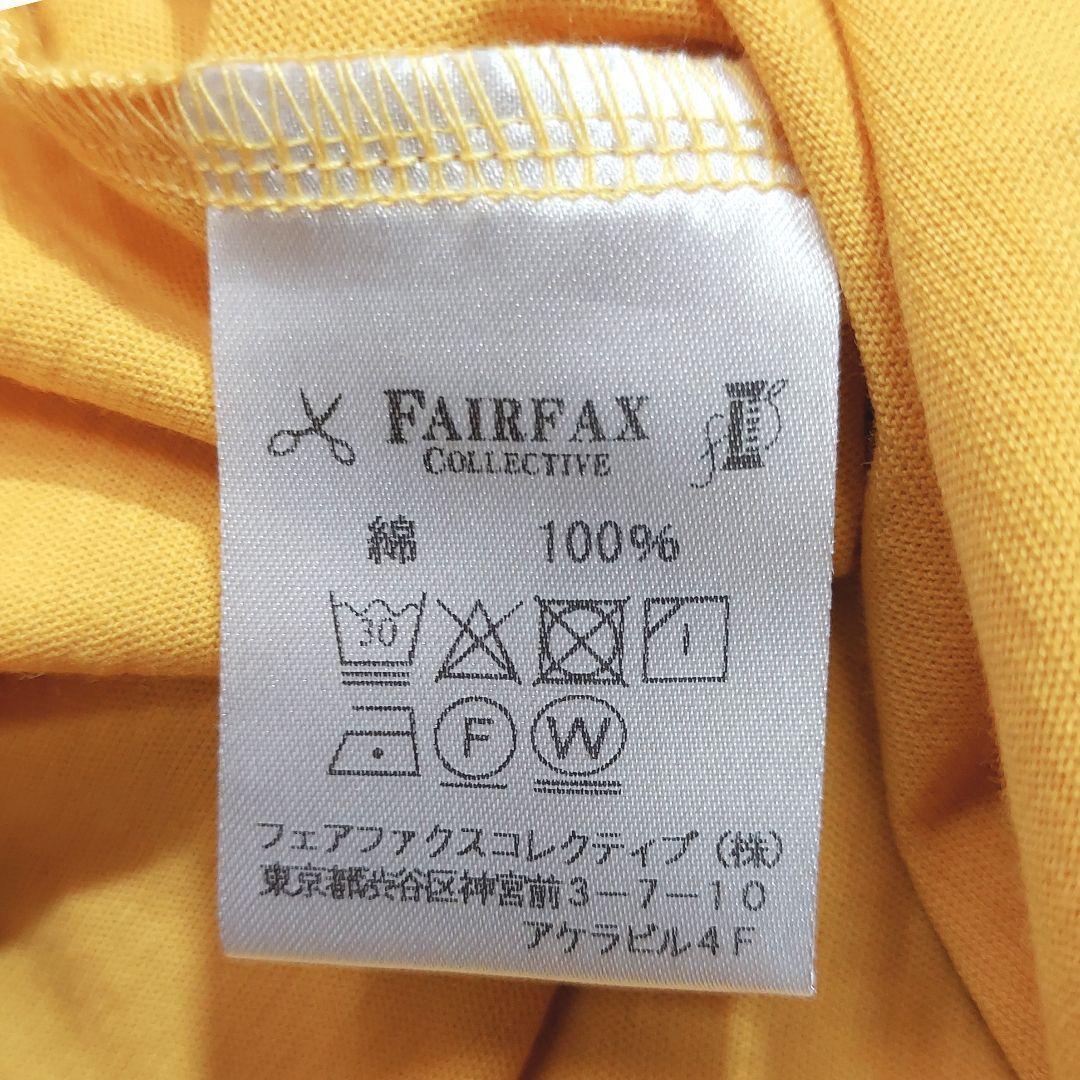 FAIRFAX
COLLECTIVE
綿 100%
30
F W
フェアファクスコレクティブ(株)
東京都渋谷区神宮前3-7-10
アケラビル4F